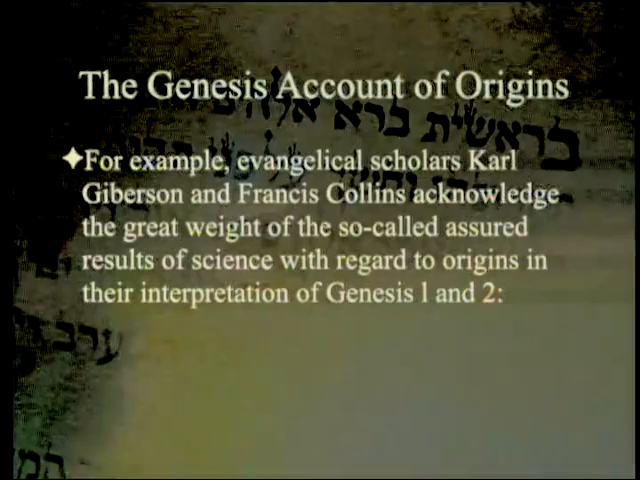 The Genesis Account of Origins
בראשית ברא אלהים
For example, evangelical scholars Karl
Giberson and Francis Collins acknowledge
the great weight of the so-called assured
results of science with regard to origins in
their interpretation of Genesis l and 2:
ערב